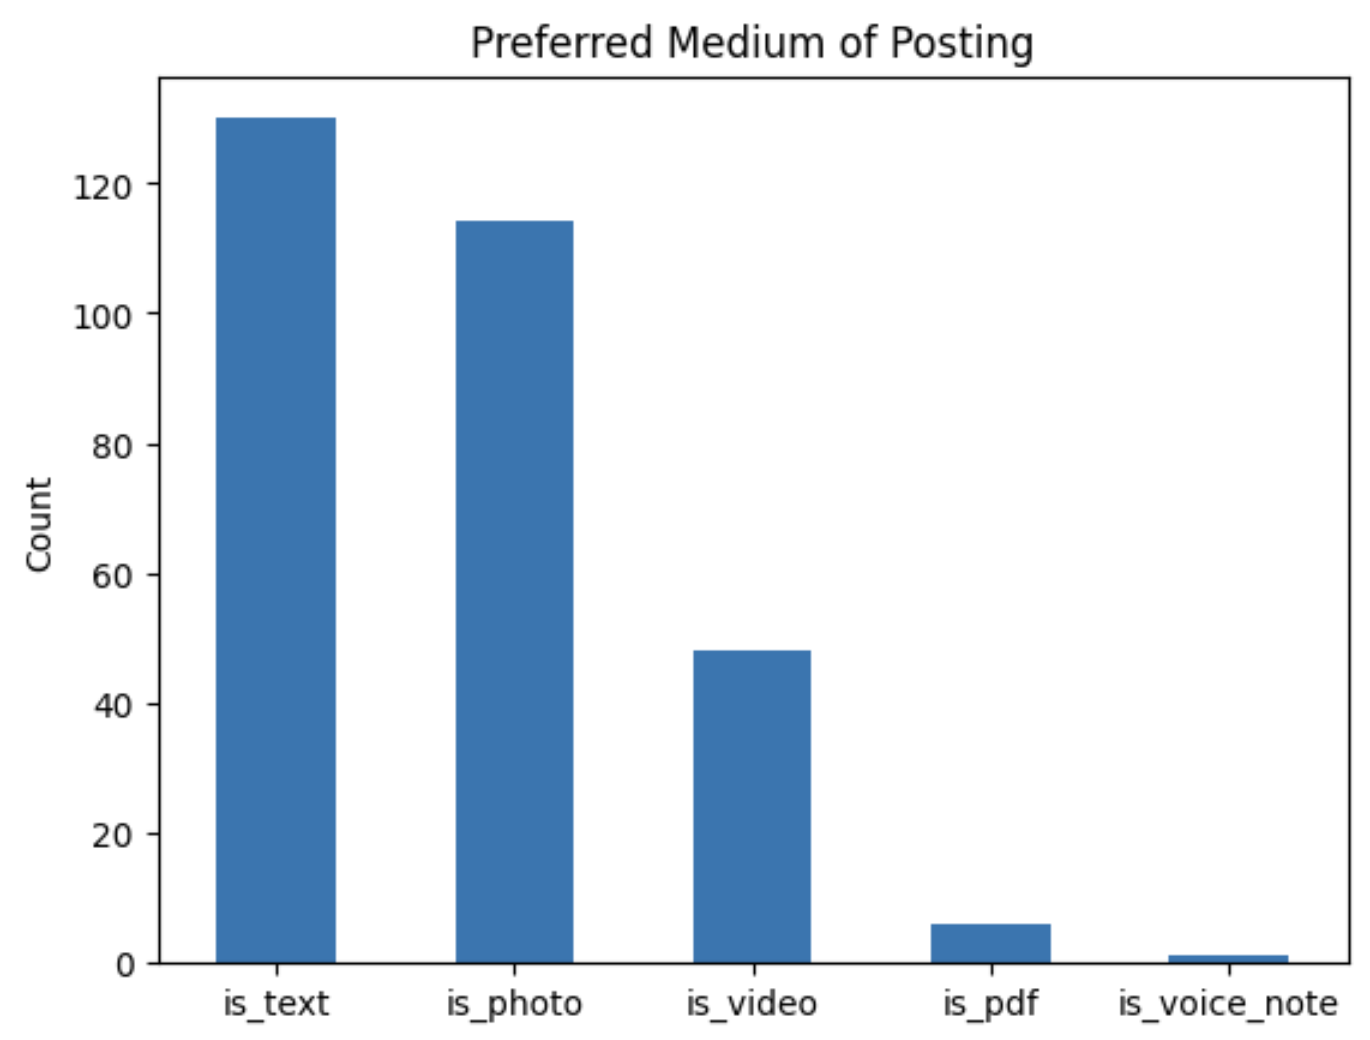 Preferred Medium of Posting
Count
120
100
80
60
40
20
0
is_text is_photo is_video is_pdf is_voice_note